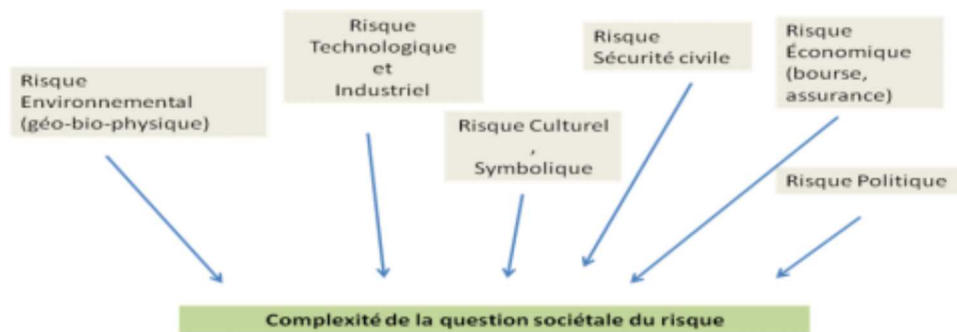 Risque
Environnemental
(géo-bio-physique)
Risque
Technologique
et
Industriel
Risque Culturel
,
Symbolique
Risque
Sécurité civile
Risque
Économique
(bourse,
assurance)
Risque Politique
Complexité de la question sociétale du risque